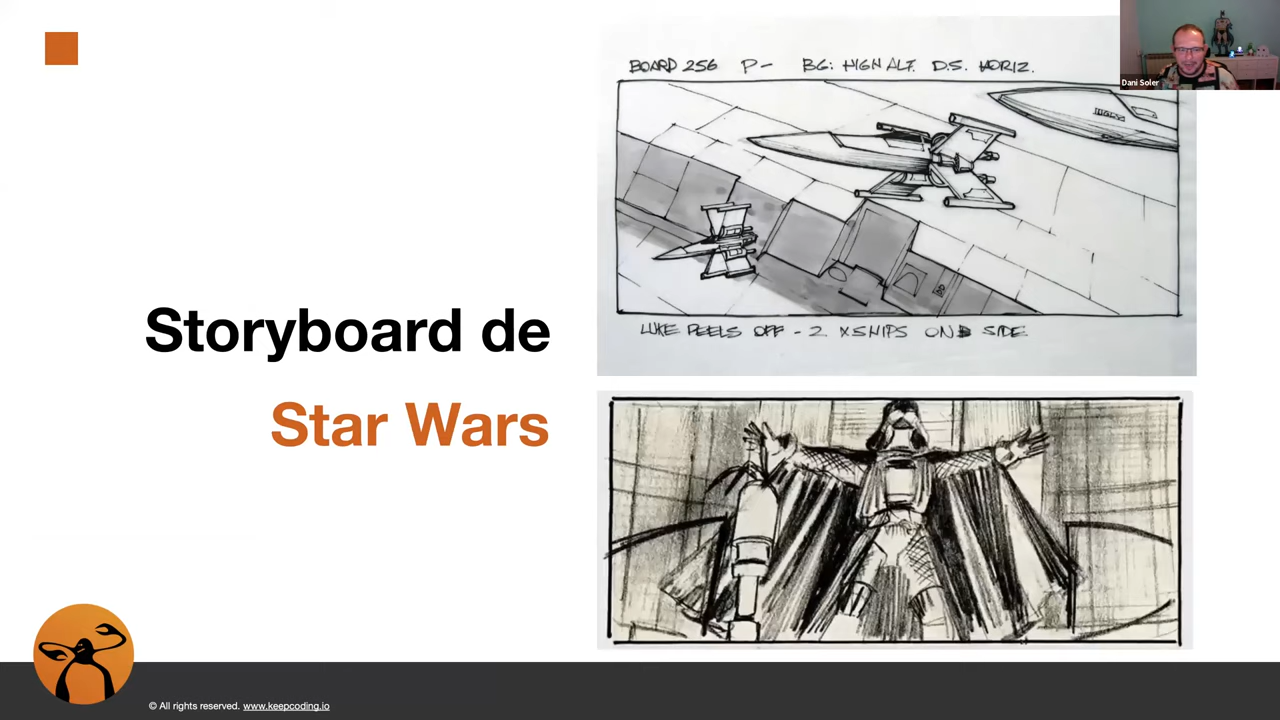 BOARD 256 P- BG: HIGH ALT. D.S. HORIZ.
Dani Soler
LUKE PEELS OFF - 2 XSHIPS ON SIDE
Storyboard de
Star Wars
© All rights reserved. www.keepcoding.io